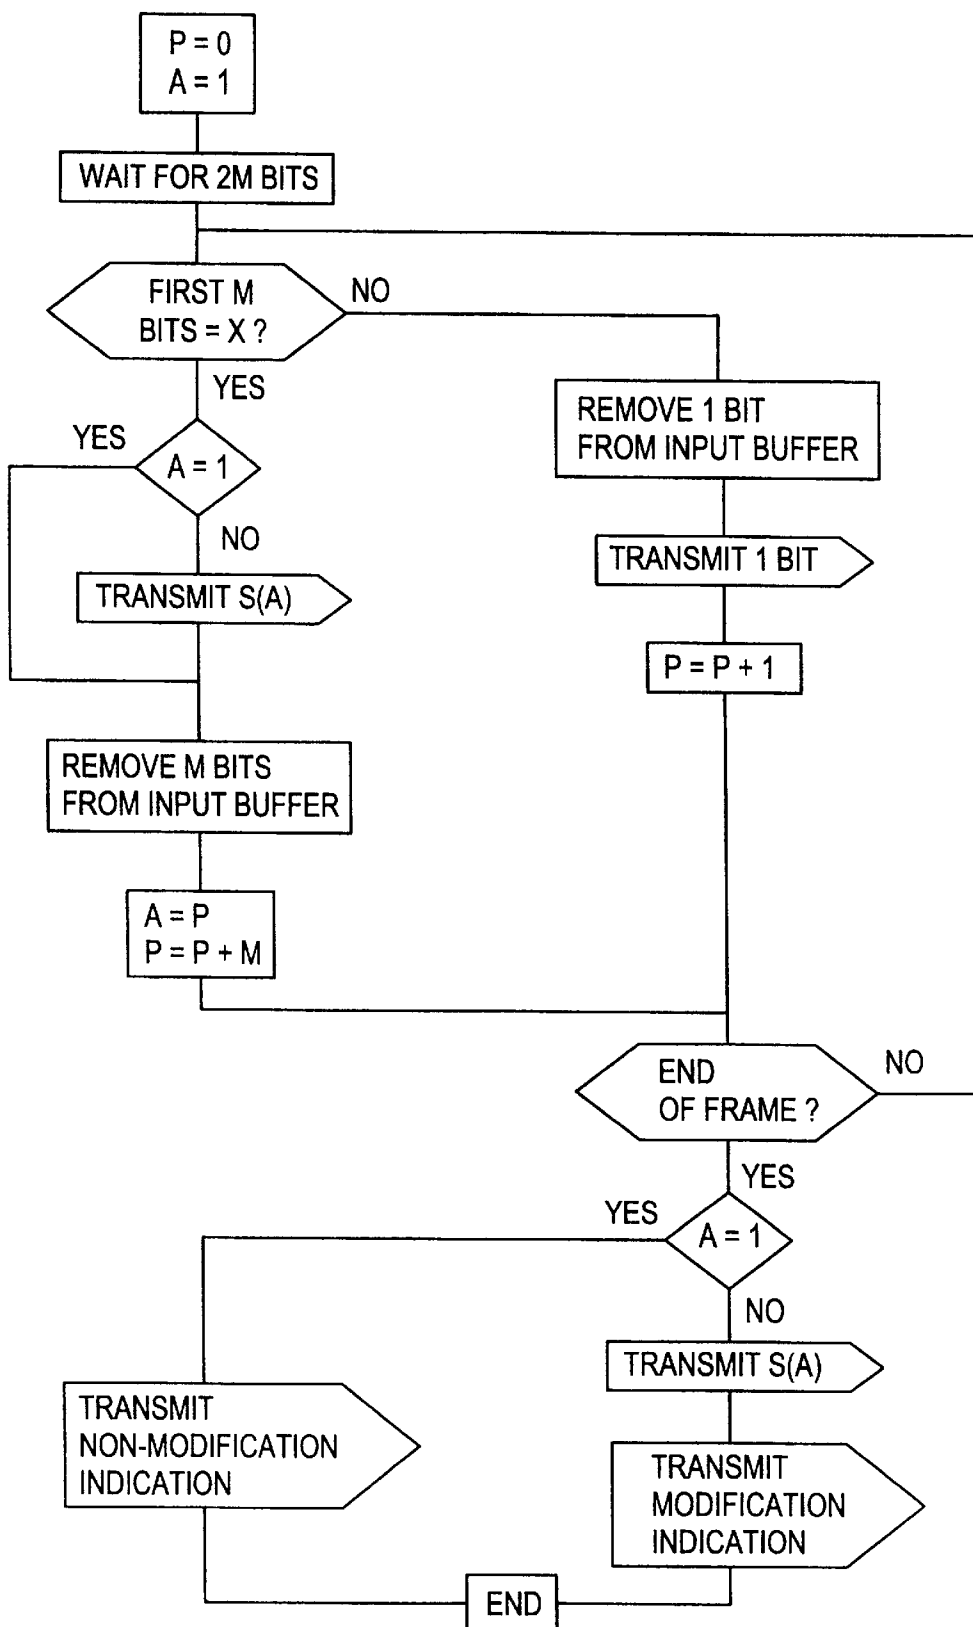 P = 0
A = 1
WAIT FOR 2M BITS
FIRST M
BITS = X ?
NO
YES
REMOVE 1 BIT
FROM INPUT BUFFER
YES
A = 1
NO
TRANSMIT 1 BIT
TRANSMIT S(A)
P = P + 1
REMOVE M BITS
FROM INPUT BUFFER
A = P
P = P + M
END
OF FRAME ?
NO
YES
YES
A = 1
NO
TRANSMIT S(A)
TRANSMIT
NON-MODIFICATION
INDICATION
TRANSMIT
MODIFICATION
INDICATION
END